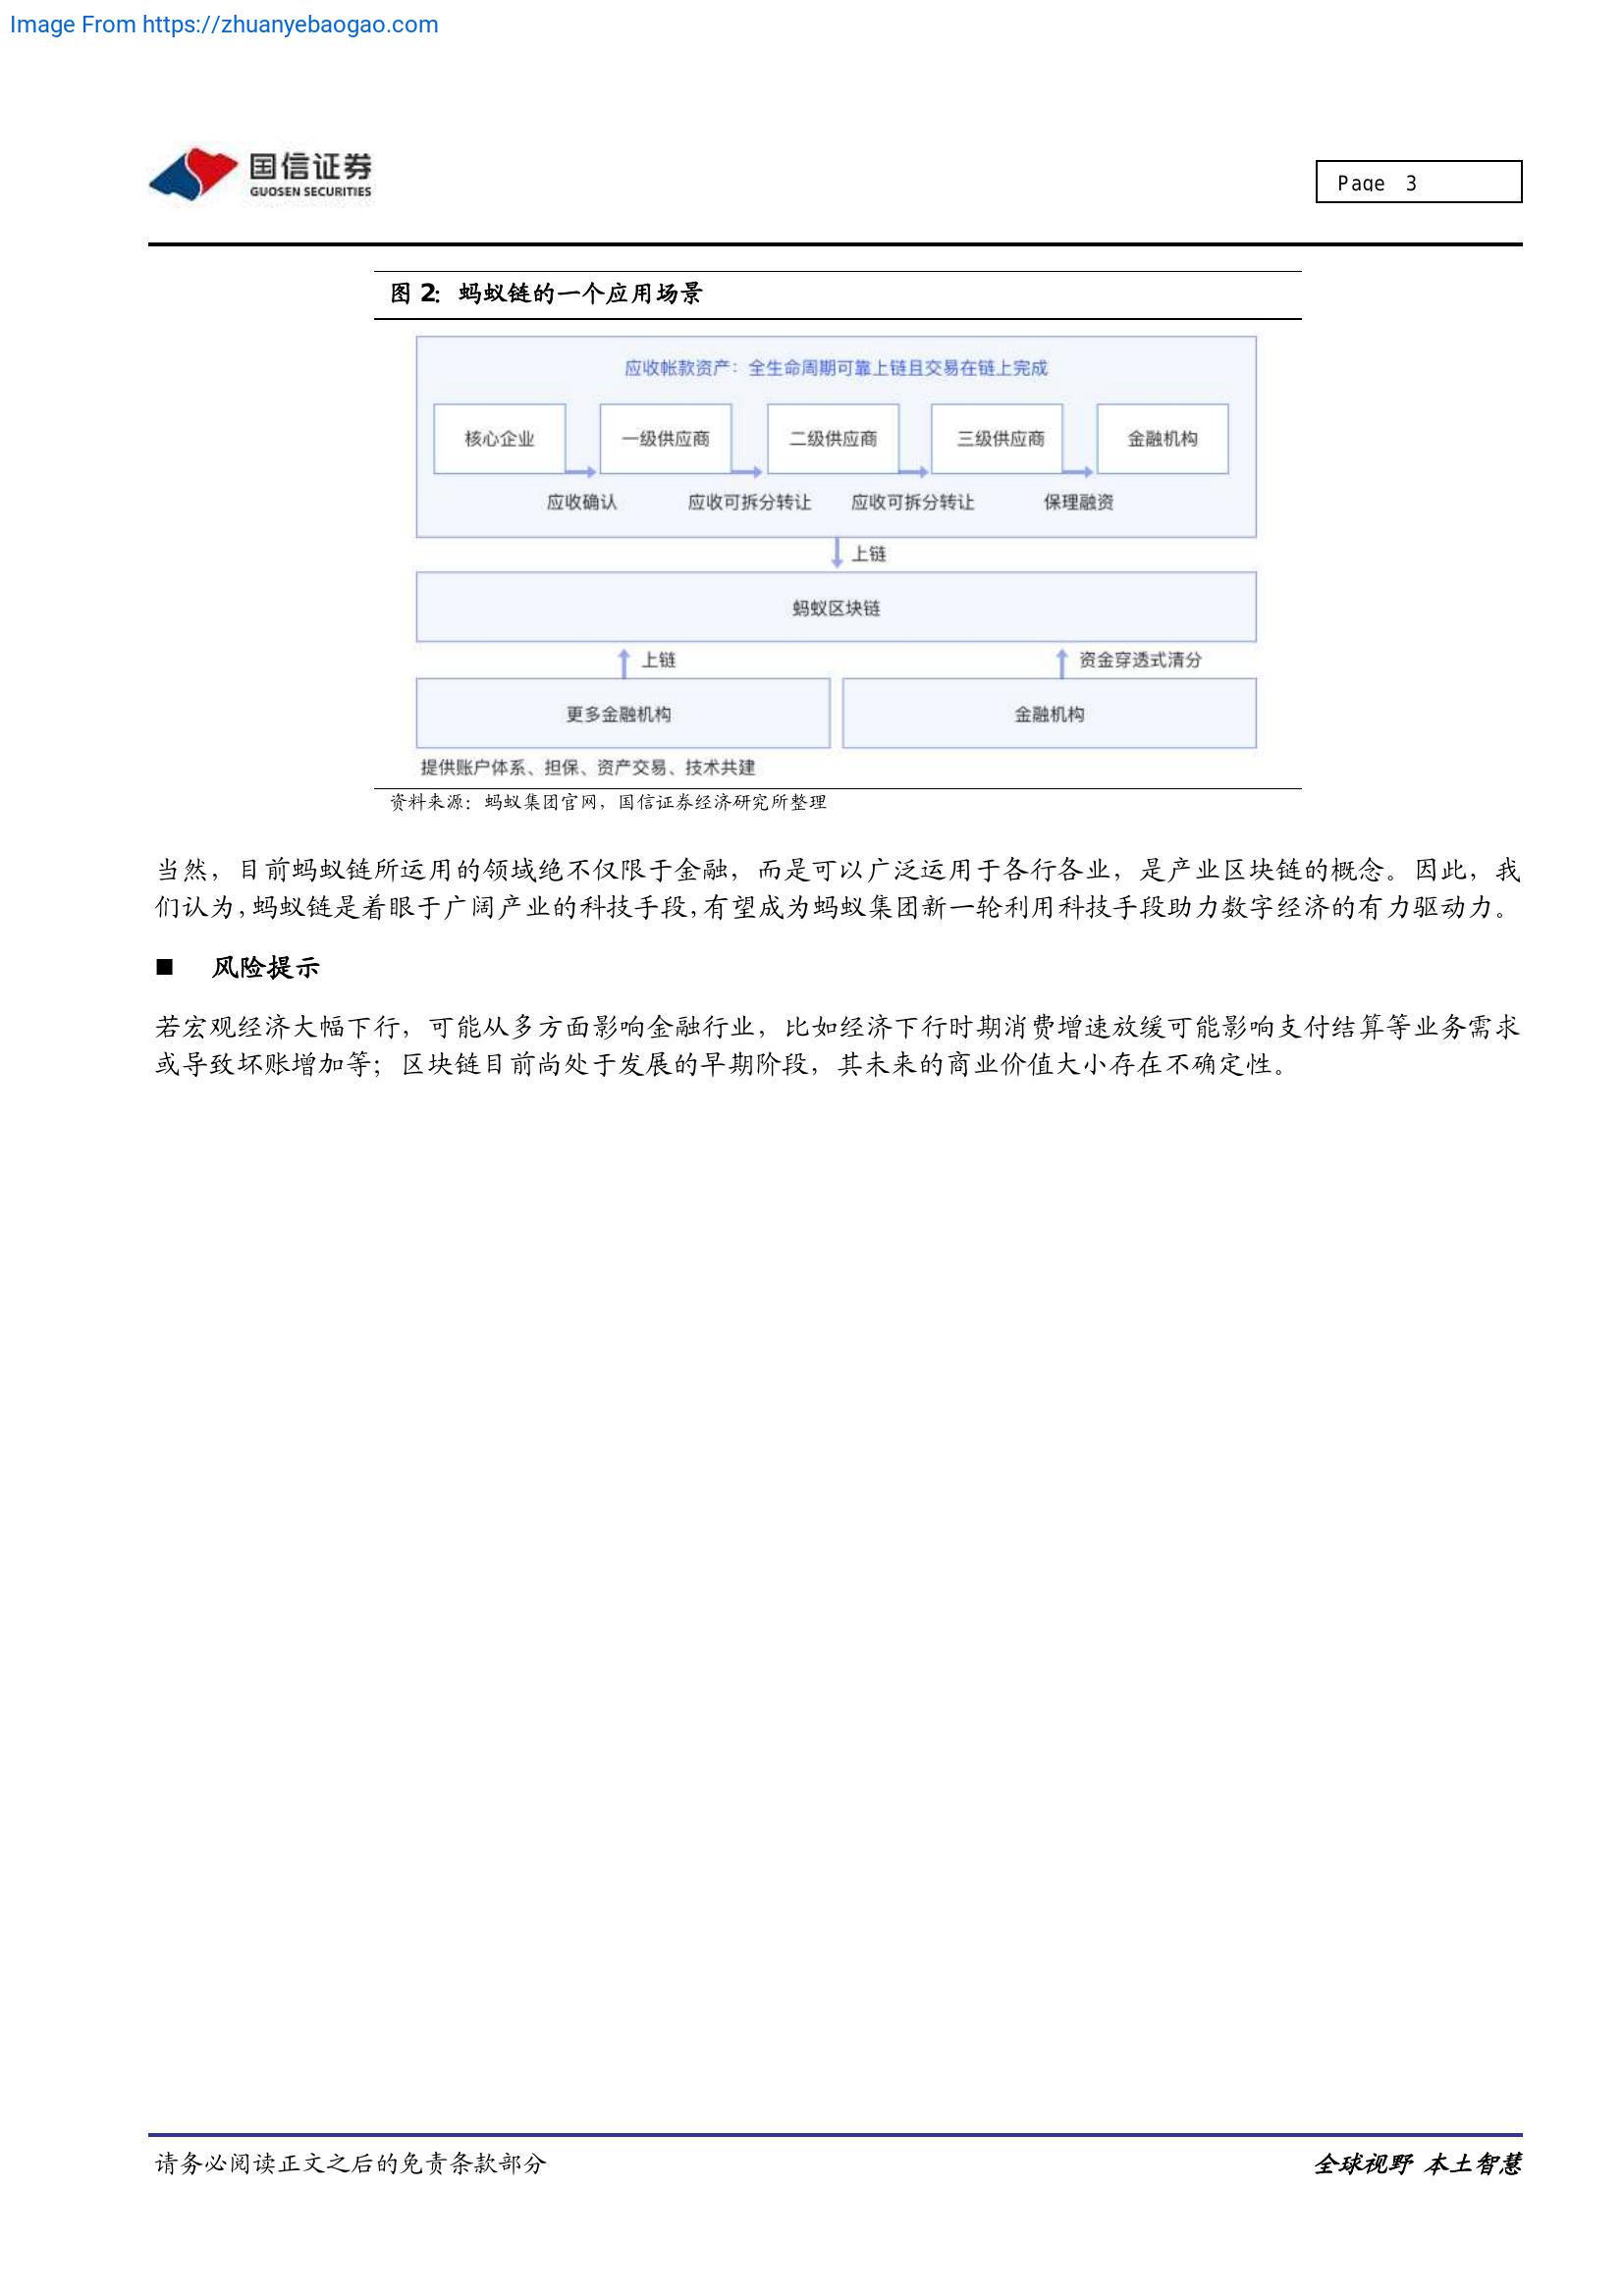 Image From https://zhuanyebaogao.com
国信证券
GUOSEN SECURITIES
Page 3
图 2：蚂蚁链的一个应用场景
应收帐款资产：全生命周期可靠上链且交易在链上完成
核心企业 一级供应商 二级供应商 三级供应商 金融机构
应收确认 应收可拆分转让 应收可拆分转让 保理融资
上链
蚂蚁区块链
上链 资金穿透式清分
更多金融机构 金融机构
提供账户体系、担保、资产交易、技术共建
资料来源：蚂蚁集团官网，国信证券经济研究所整理
当然，目前蚂蚁链所运用的领域绝不仅限于金融，而是可以广泛运用于各行各业，是产业区块链的概念。因此，我
们认为，蚂蚁链是着眼于广阔产业的科技手段，有望成为蚂蚁集团新一轮利用科技手段助力数字经济的有力驱动力。
■ 风险提示
若宏观经济大幅下行，可能从多方面影响金融行业，比如经济下行时期消费增速放缓可能影响支付结算等业务需求
或导致坏账增加等；区块链目前尚处于发展的早期阶段，其未来的商业价值大小存在不确定性。
请务必阅读正文之后的免责条款部分 全球视野 本土智慧